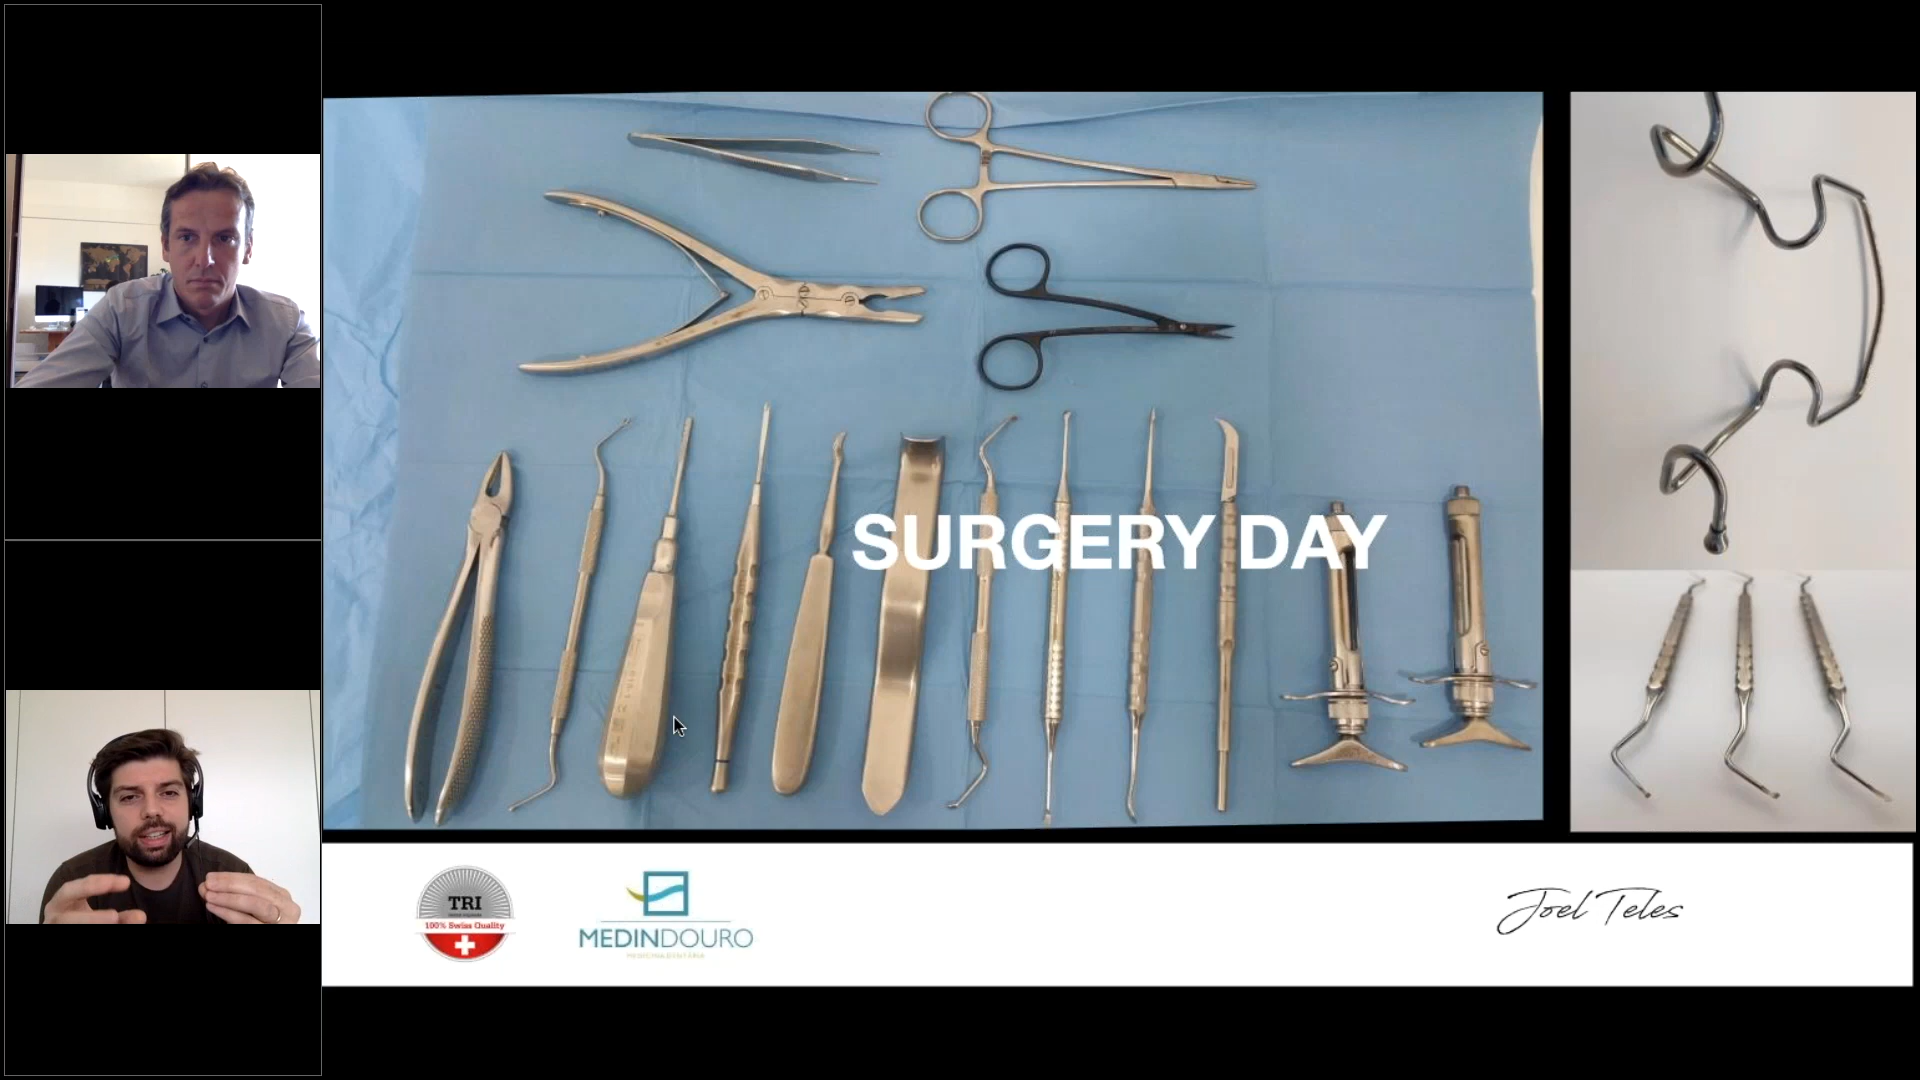 SURGERY DAY
TRI
100% Swiss Quality
MEDINDOURO
Joel Teles